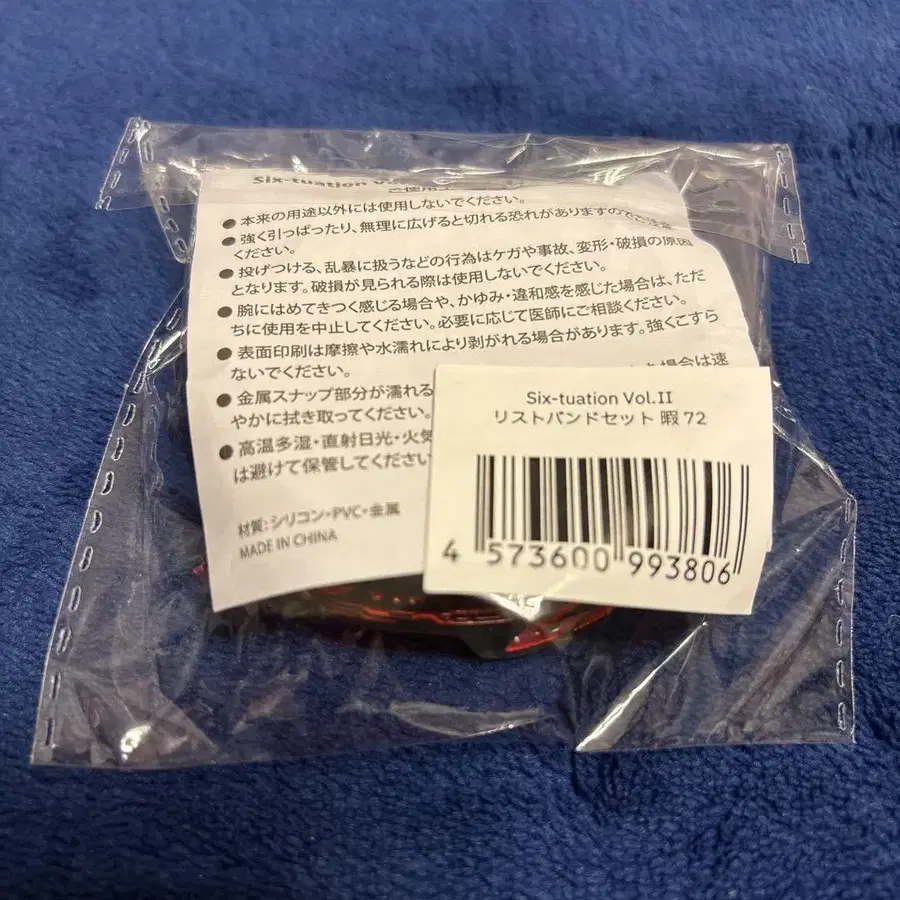 Six-tuation
●本来の用途以外には使用しないでください。
●強く引っぱったり、無理に広げると切れる恐れがありますのでご注意
ください。
●投げつける、乱暴に扱うなどの行為はケガや事故、変形・破損の原因
となります。破損が見られる際は使用しないでください。
●腕にはめてきつく感じる場合や、かゆみ・違和感を感じた場合は、ただ
ちに使用を中止してください。必要に応じて医師にご相談ください。
●表面印刷は摩擦や水濡れにより剥がれる場合があります。強くこすら
ないでください。
●金属スナップ部分が濡れる
場合は速
やかに拭き取ってください。
●高温多湿・直射日光・火気
は避けて保管してください
材質:シリコン・PVC・金属
MADE IN CHINA
Six-tuation Vol.II
リストバンドセット 暇 72
4 573600 993806